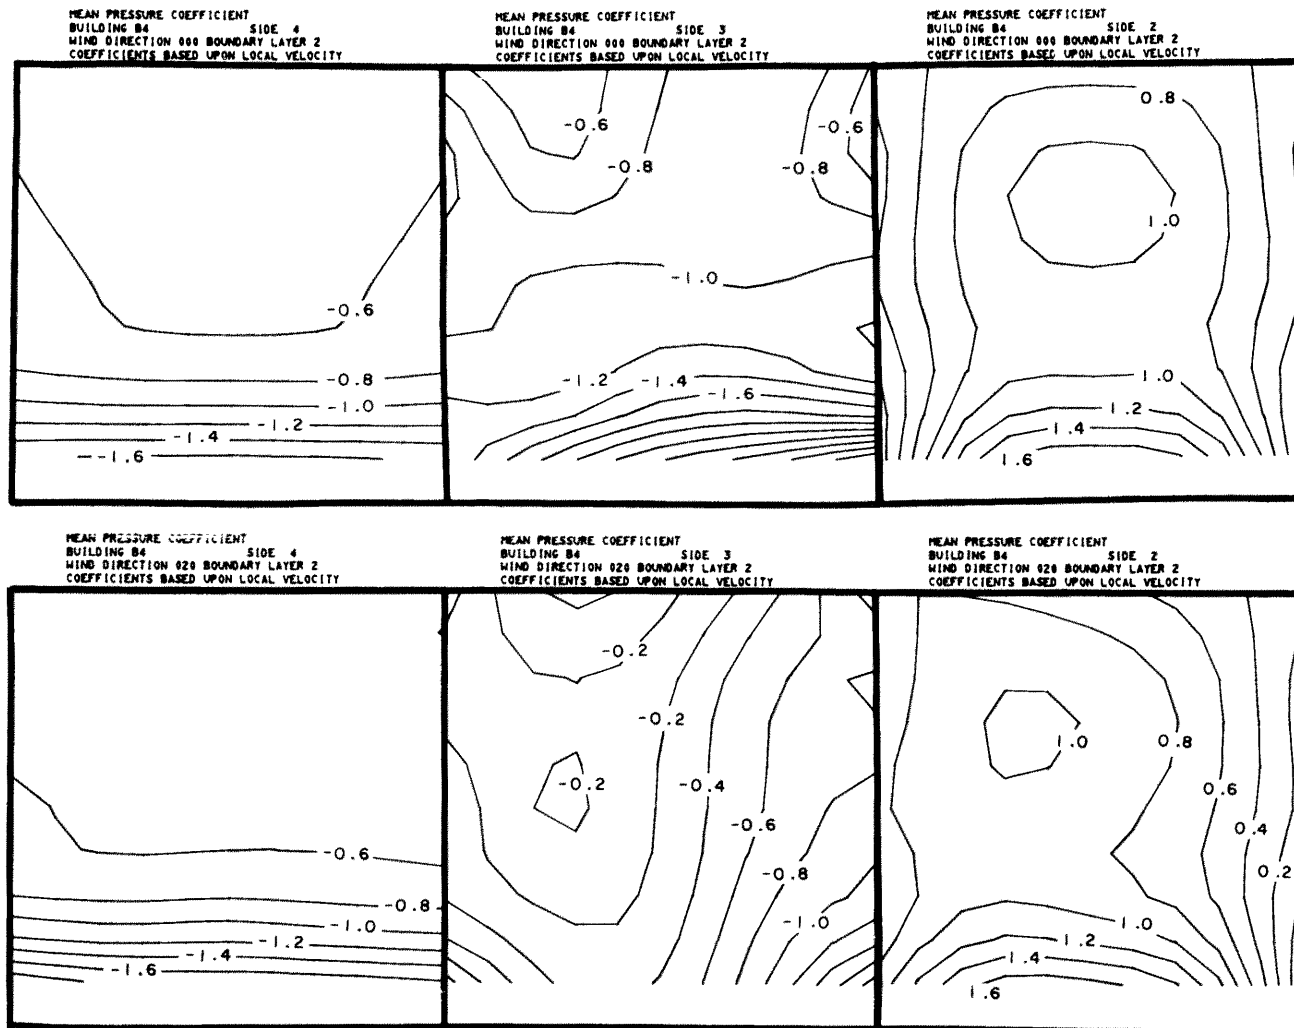 MEAN PRESSURE COEFFICIENT
BUILDING B4 SIDE 4
WIND DIRECTION 000 BOUNDARY LAYER 2
COEFFICIENTS BASED UPON LOCAL VELOCITY
MEAN PRESSURE COEFFICIENT
BUILDING B4 SIDE 3
WIND DIRECTION 000 BOUNDARY LAYER 2
COEFFICIENTS BASED UPON LOCAL VELOCITY
MEAN PRESSURE COEFFICIENT
BUILDING B4 SIDE 2
WIND DIRECTION 000 BOUNDARY LAYER 2
COEFFICIENTS BASED UPON LOCAL VELOCITY
-0.6
-0.8
-1.0
-1.2
-1.4
-1.6
-0.6
-0.6
-0.8
-0.8
-1.0
-1.2
-1.4
-1.6
0.8
1.0
1.0
1.2
1.4
1.6
MEAN PRESSURE COEFFICIENT
BUILDING B4 SIDE 4
WIND DIRECTION 020 BOUNDARY LAYER 2
COEFFICIENTS BASED UPON LOCAL VELOCITY
MEAN PRESSURE COEFFICIENT
BUILDING B4 SIDE 3
WIND DIRECTION 020 BOUNDARY LAYER 2
COEFFICIENTS BASED UPON LOCAL VELOCITY
MEAN PRESSURE COEFFICIENT
BUILDING B4 SIDE 2
WIND DIRECTION 020 BOUNDARY LAYER 2
COEFFICIENTS BASED UPON LOCAL VELOCITY
-0.6
-0.8
-1.0
-1.2
-1.4
-1.6
-0.2
-0.2
-0.2
-0.4
-0.6
-0.8
-1.0
1.0
0.8
0.6
0.4
0.2
1.0
1.2
1.4
1.6